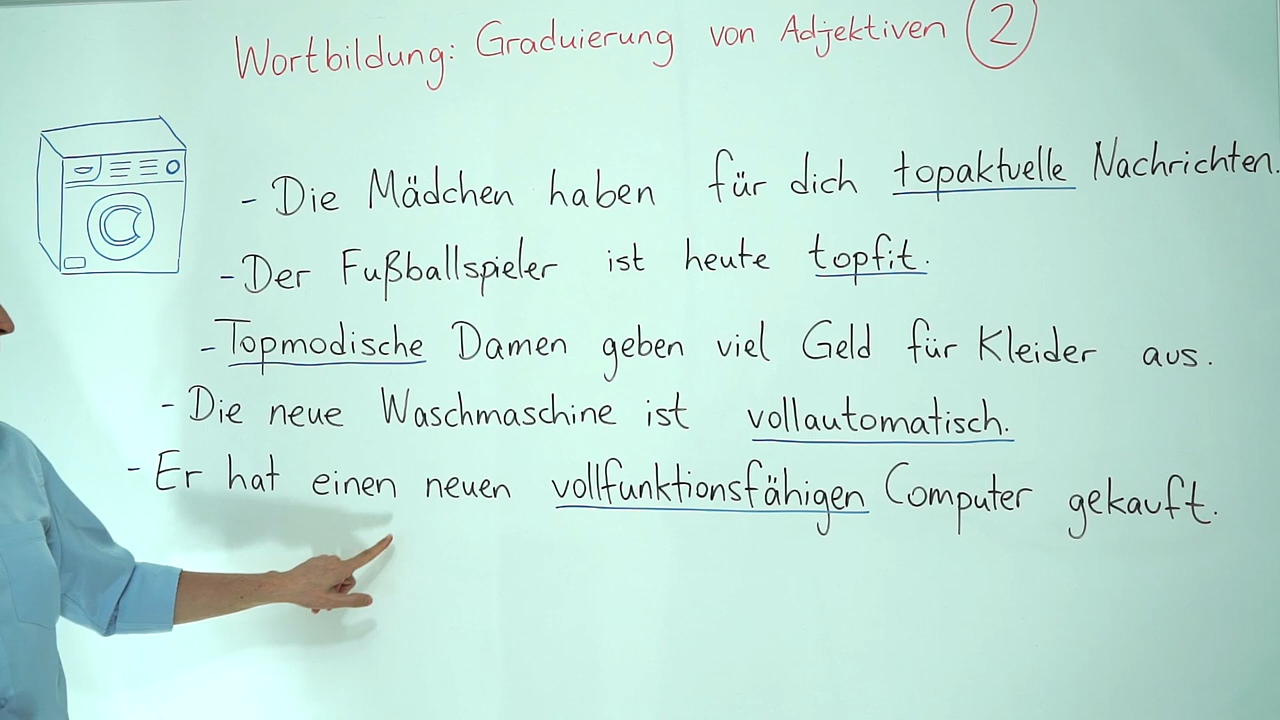 Wortbildung: Graduierung von Adjektiven 2
- Die Mädchen haben für dich topaktuelle Nachrichten.
- Der Fußballspieler ist heute topfit.
- Topmodische Damen geben viel Geld für Kleider aus.
- Die neue Waschmaschine ist vollautomatisch.
- Er hat einen neuen vollfunktionsfähigen Computer gekauft.